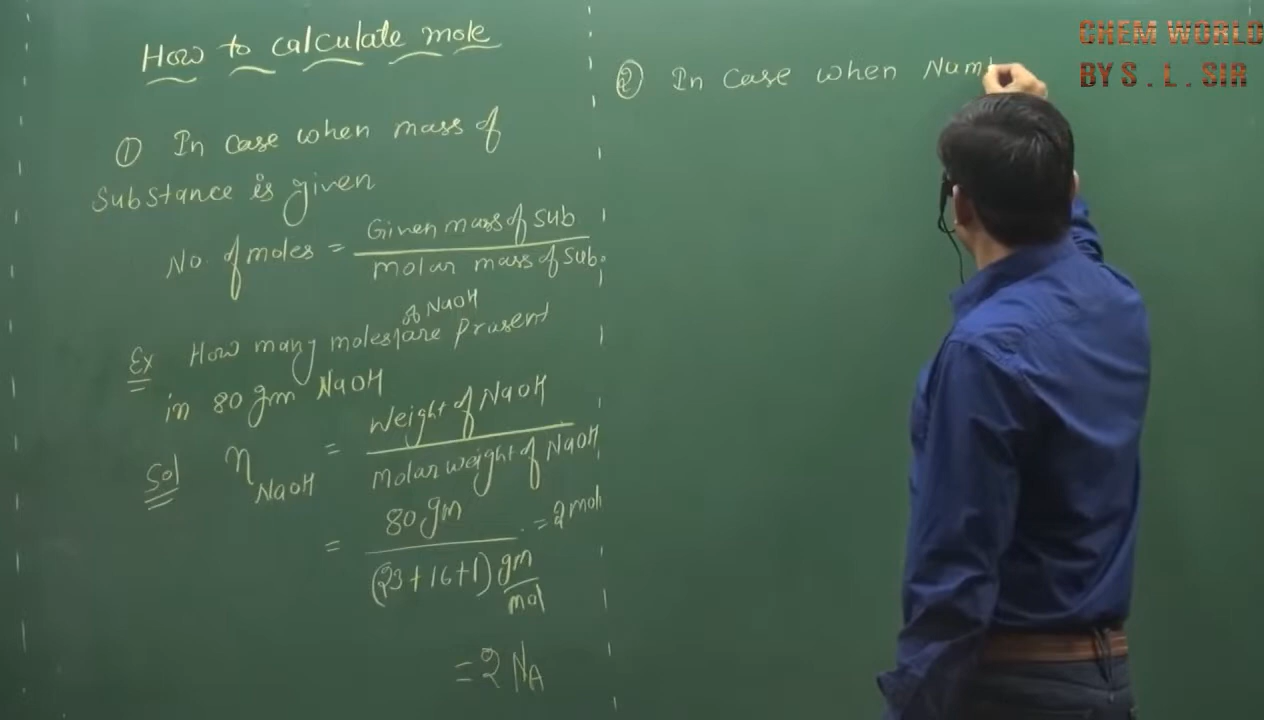 How to calculate mole
① In case when mass of
Substance is given
No. of moles = Given mass of Sub
molar mass of Sub.
of NaOH
Ex How many moles are Present
in 80 gm NaOH
Sol η NaOH = Weight of NaOH
Molar weight of NaOH
= 80 gm = 2 mol
(23+16+1) gm
mol
= 2 NA
② In case when Num
CHEM WORLD
BY S . L . SIR